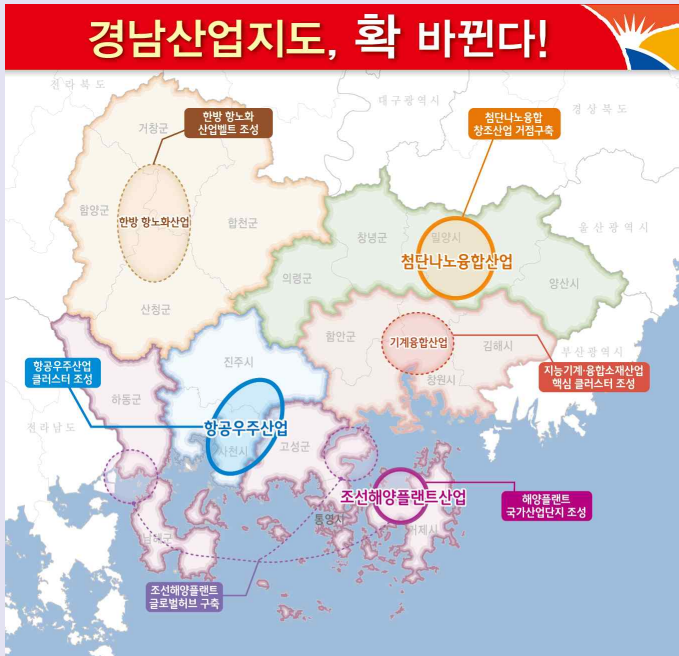 경남산업지도, 확 바뀐다!
전라북도
대구광역시
경상북도
한방 항노화
산업벨트 조성
첨단나노융합
창조산업 거점구축
거창군
함양군
한방 항노화산업
합천군
창녕군
밀양시
울산광역시
첨단나노융합산업
의령군
양산시
산청군
함안군
기계융합산업
김해시
부산광역시
진주시
창원시
지능기계·융합소재산업
핵심 클러스터 조성
항공우주산업
클러스터 조성
하동군
전라남도
항공우주산업
사천시
고성군
조선해양플랜트산업
해양플랜트
국가산업단지 조성
통영시
거제시
남해군
조선해양플랜트
글로벌허브 구축